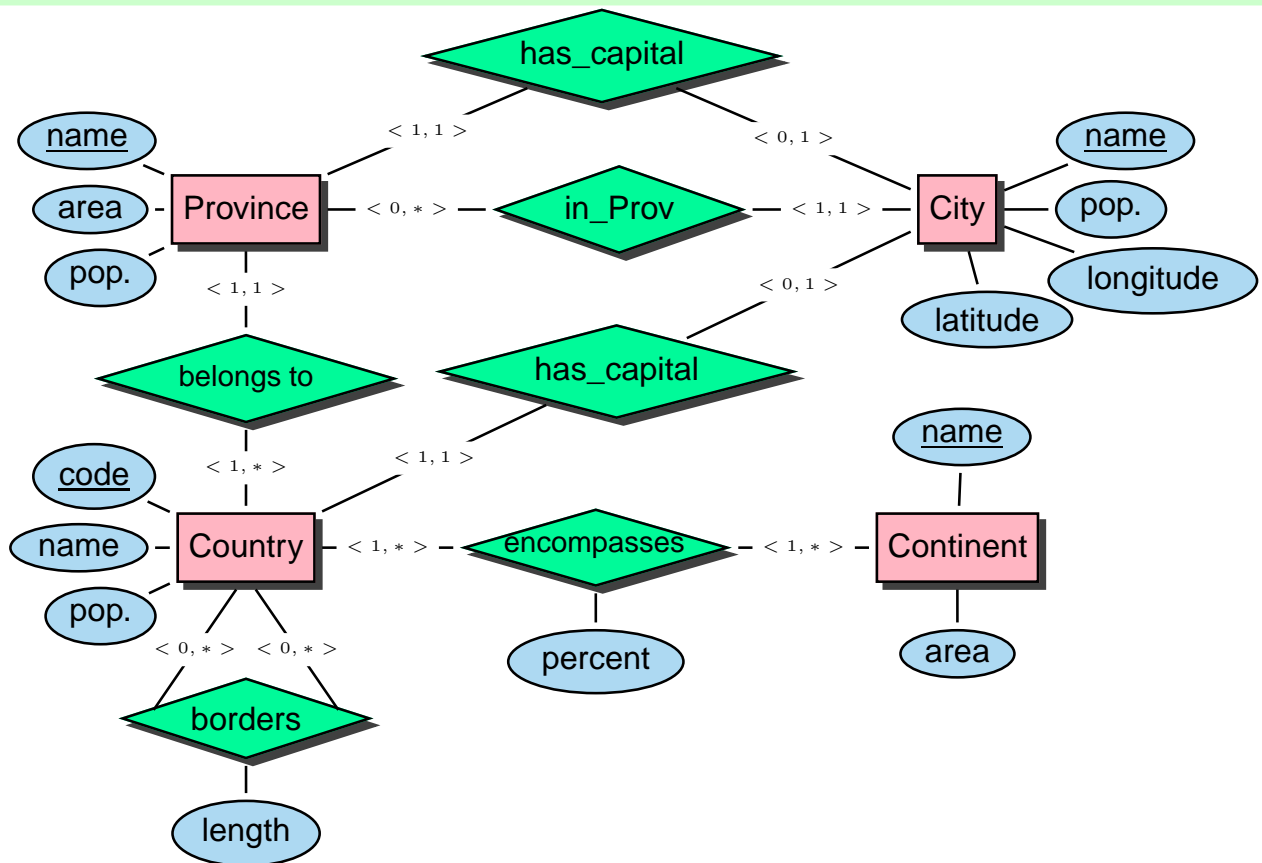 has_capital
< 1, 1 >
< 0, 1 >
name
name
area
Province
< 0, * >
in_Prov
< 1, 1 >
City
pop.
pop.
longitude
< 1, 1 >
< 0, 1 >
latitude
belongs to
has_capital
name
< 1, * >
< 1, 1 >
code
name
Country
< 1, * >
encompasses
< 1, * >
Continent
pop.
< 0, * >
< 0, * >
percent
area
borders
length